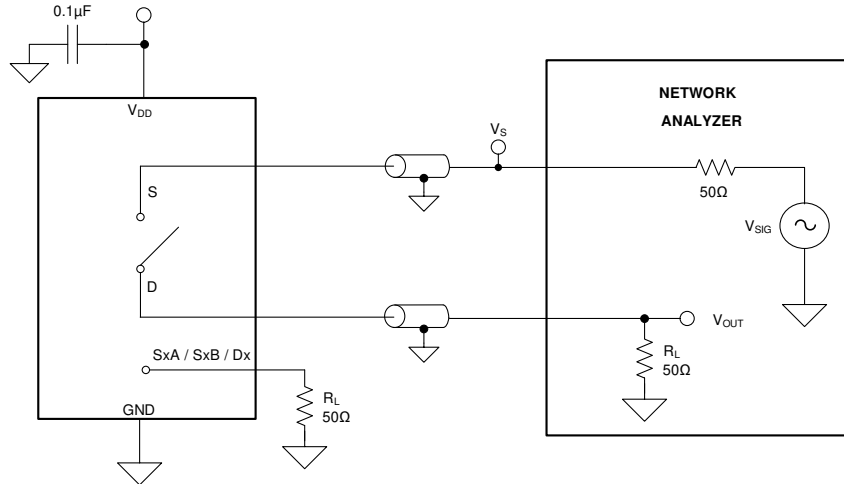 0.1µF
VDD
NETWORK
ANALYZER
VS
S
50Ω
VSIG
D
VOUT
SxA / SxB / Dx
RL
50Ω
RL
50Ω
GND